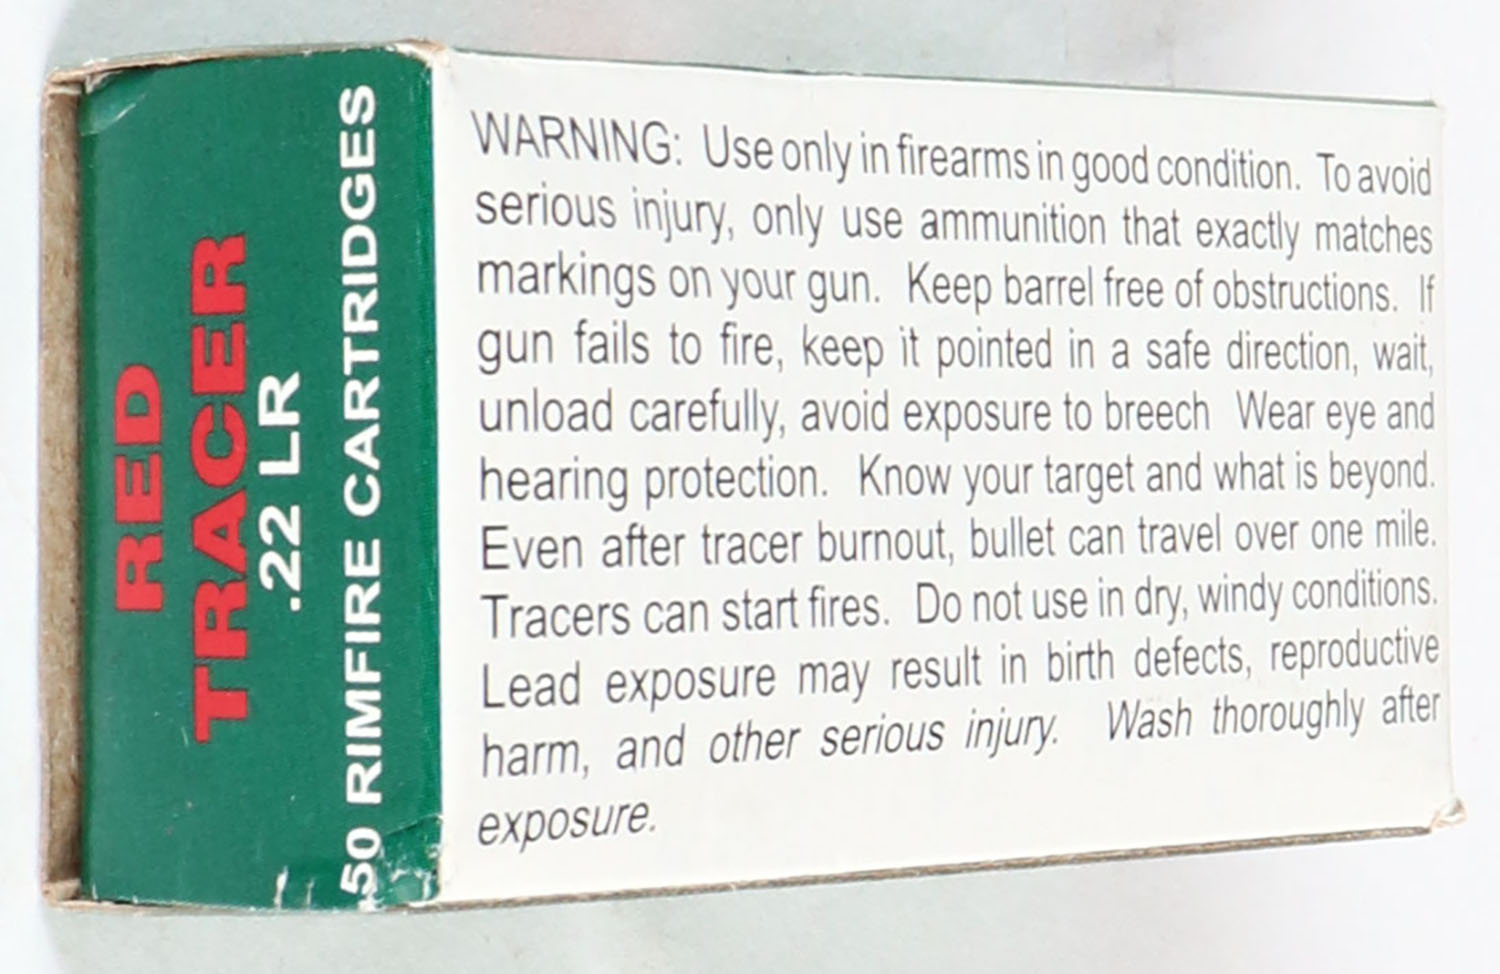 RED
TRACER
.22 LR
50 RIMFIRE CARTRIDGES
WARNING: Use only in firearms in good condition. To avoid
serious injury, only use ammunition that exactly matches
markings on your gun. Keep barrel free of obstructions. If
gun fails to fire, keep it pointed in a safe direction, wait,
unload carefully, avoid exposure to breech Wear eye and
hearing protection. Know your target and what is beyond.
Even after tracer burnout, bullet can travel over one mile.
Tracers can start fires. Do not use in dry, windy conditions.
Lead exposure may result in birth defects, reproductive
harm, and other serious injury. Wash thoroughly after
exposure.